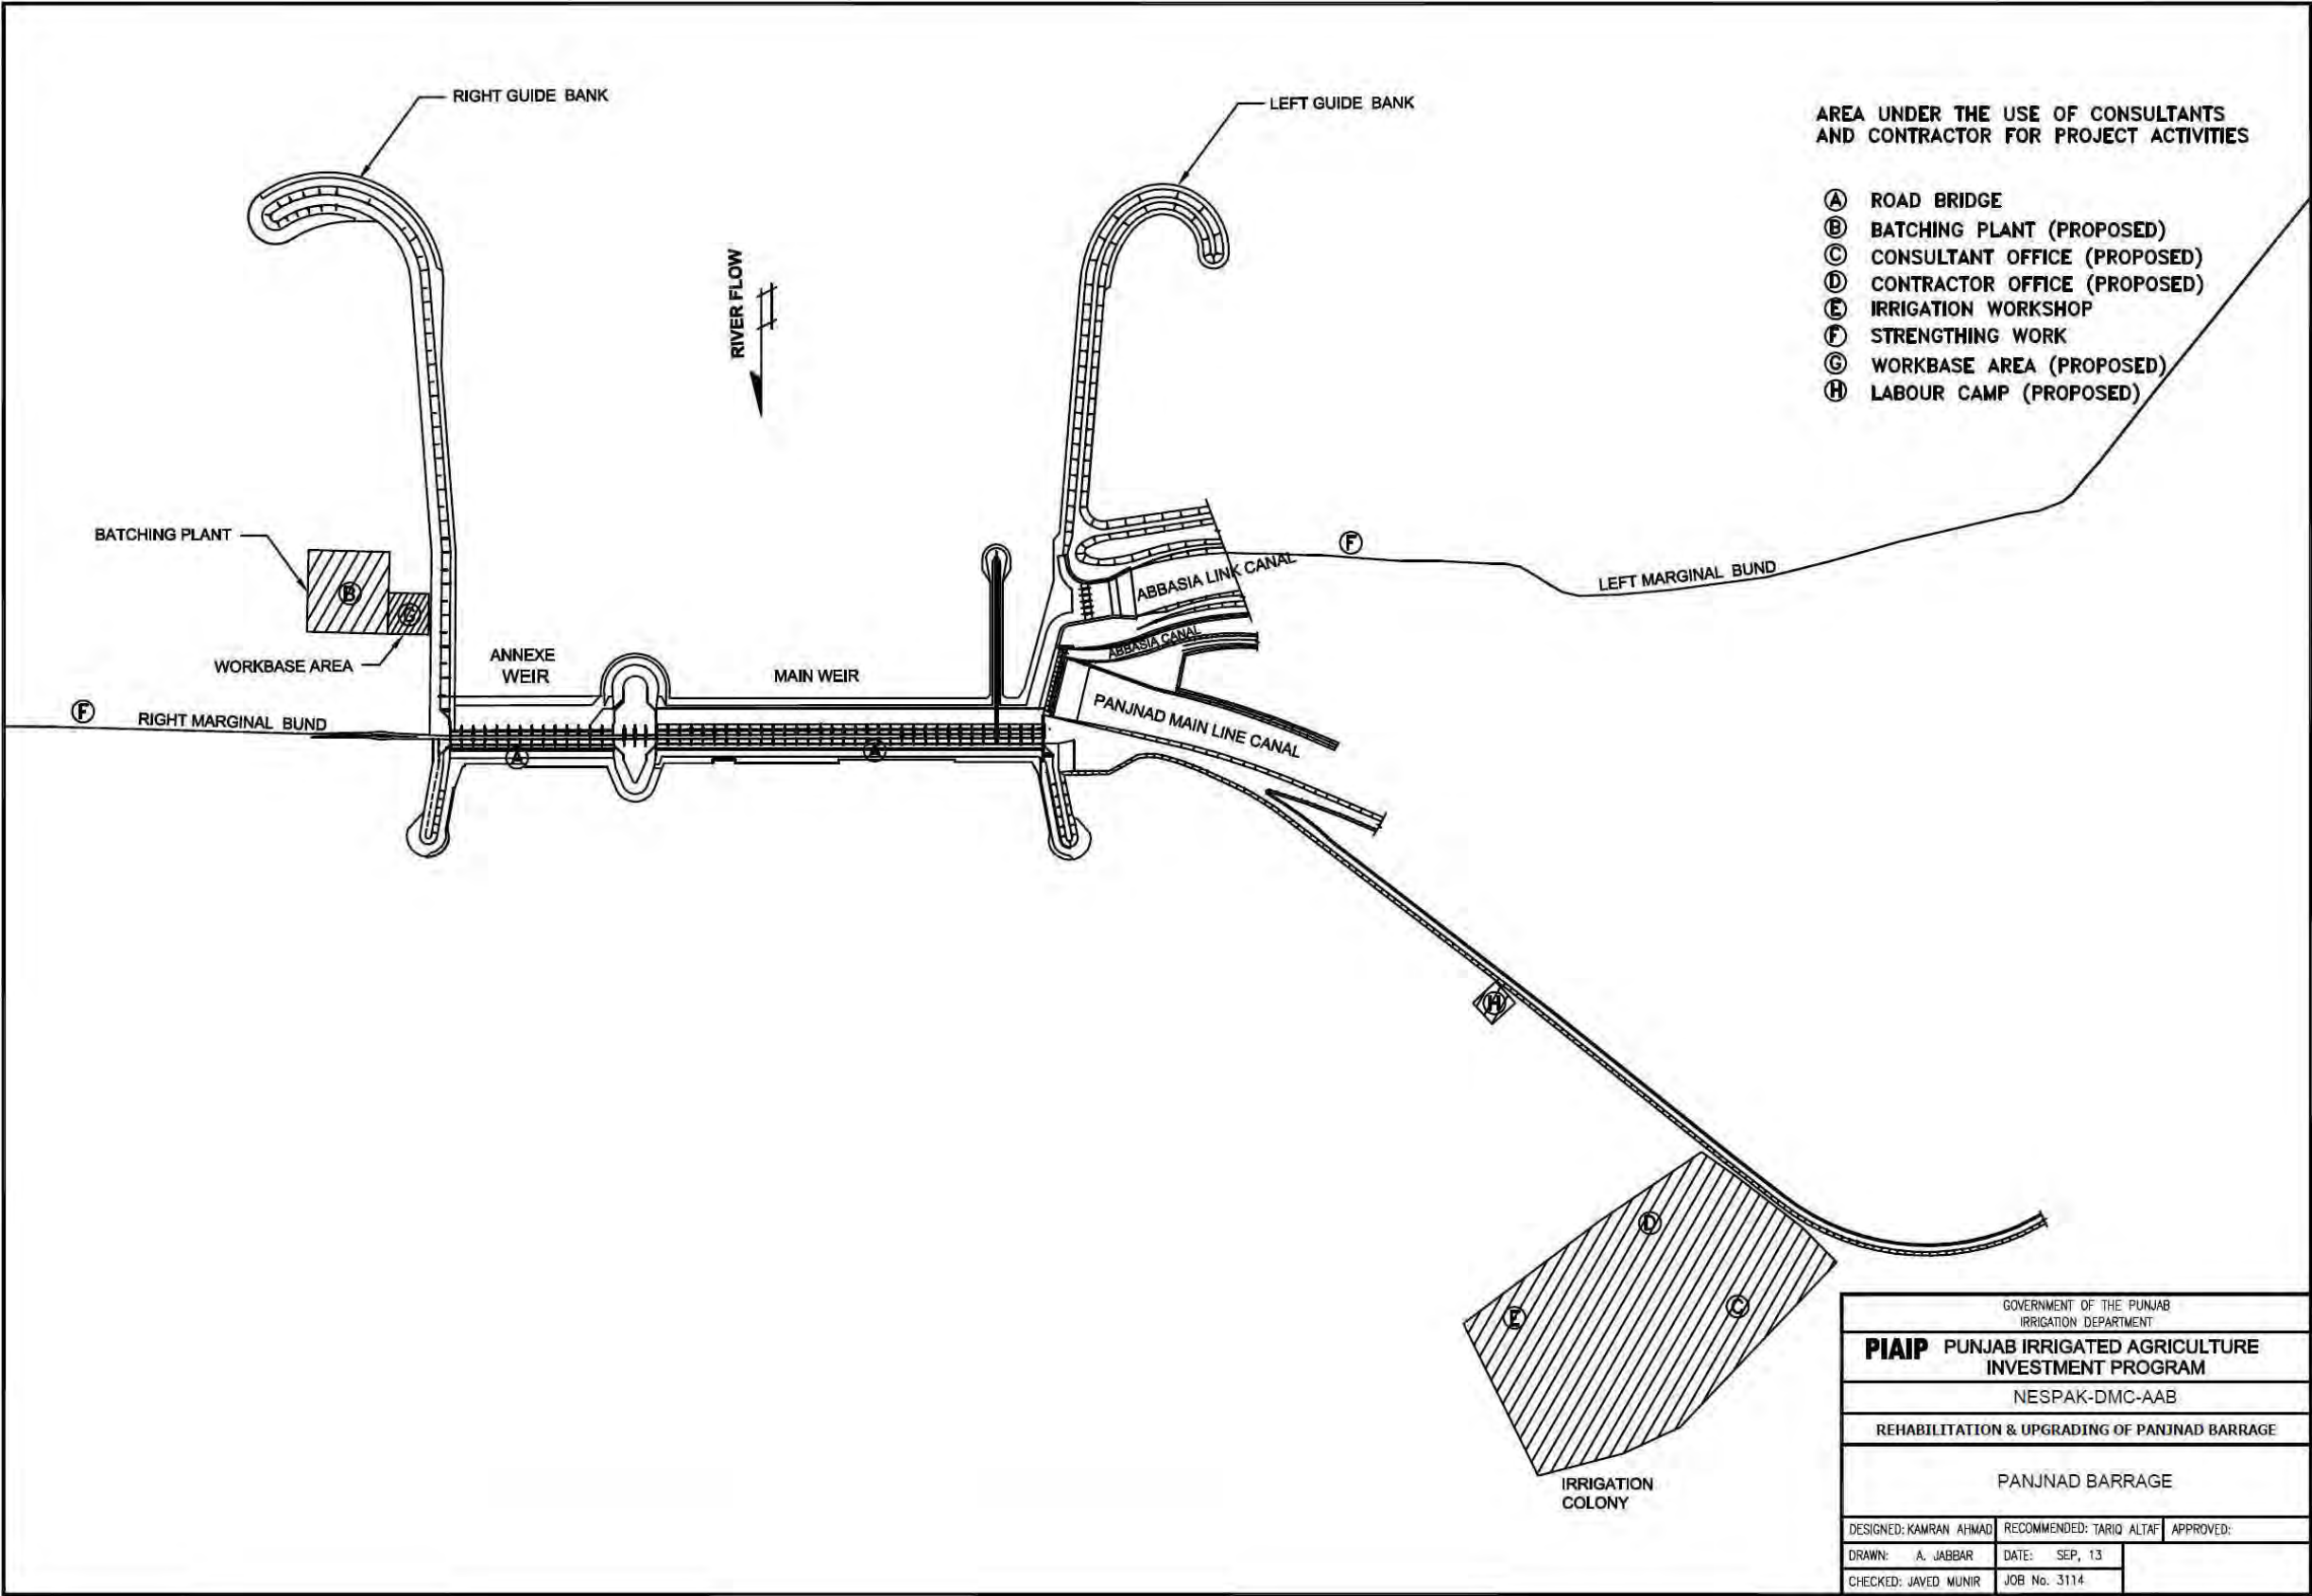 RIGHT GUIDE BANK
LEFT GUIDE BANK
AREA UNDER THE USE OF CONSULTANTS
AND CONTRACTOR FOR PROJECT ACTIVITIES
A ROAD BRIDGE
B BATCHING PLANT (PROPOSED)
C CONSULTANT OFFICE (PROPOSED)
D CONTRACTOR OFFICE (PROPOSED)
E IRRIGATION WORKSHOP
F STRENGTHING WORK
G WORKBASE AREA (PROPOSED)
H LABOUR CAMP (PROPOSED)
RIVER FLOW
BATCHING PLANT
B
G
WORKBASE AREA
F
RIGHT MARGINAL BUND
ANNEXE
WEIR
MAIN WEIR
A
A
ABBASIA LINK CANAL
ABBASIA CANAL
PANJNAD MAIN LINE CANAL
F
LEFT MARGINAL BUND
H
D
E
C
IRRIGATION
COLONY
GOVERNMENT OF THE PUNJAB
IRRIGATION DEPARTMENT
PIAIP PUNJAB IRRIGATED AGRICULTURE
INVESTMENT PROGRAM
NESPAK-DMC-AAB
REHABILITATION & UPGRADING OF PANJNAD BARRAGE
PANJNAD BARRAGE
DESIGNED: KAMRAN AHMAD RECOMMENDED: TARIQ ALTAF APPROVED:
DRAWN: A. JABBAR DATE: SEP, 13
CHECKED: JAVED MUNIR JOB No. 3114